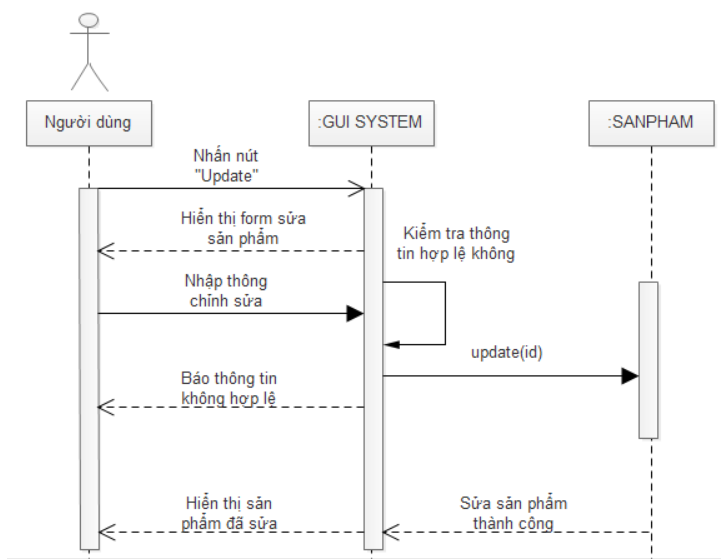 Người dùng
:GUI SYSTEM
:SANPHAM
Nhấn nút
"Update"
Hiển thị form sửa
sản phẩm
Kiểm tra thông
tin hợp lệ không
Nhập thông
chỉnh sửa
update(id)
Báo thông tin
không hợp lệ
Hiển thị sản
phẩm đã sửa
Sửa sản phẩm
thành công